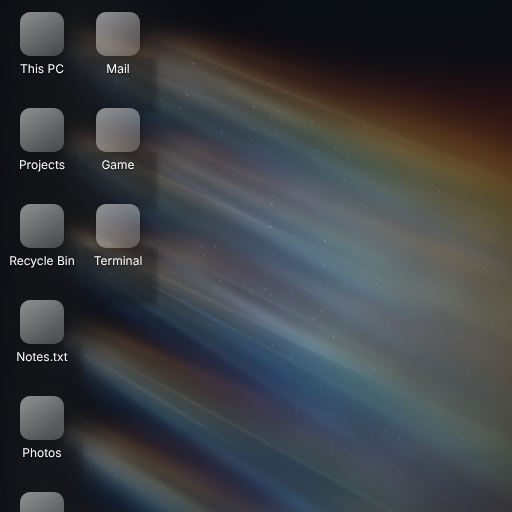 This PC
Mail
Projects
Game
Recycle Bin
Terminal
Notes.txt
Photos